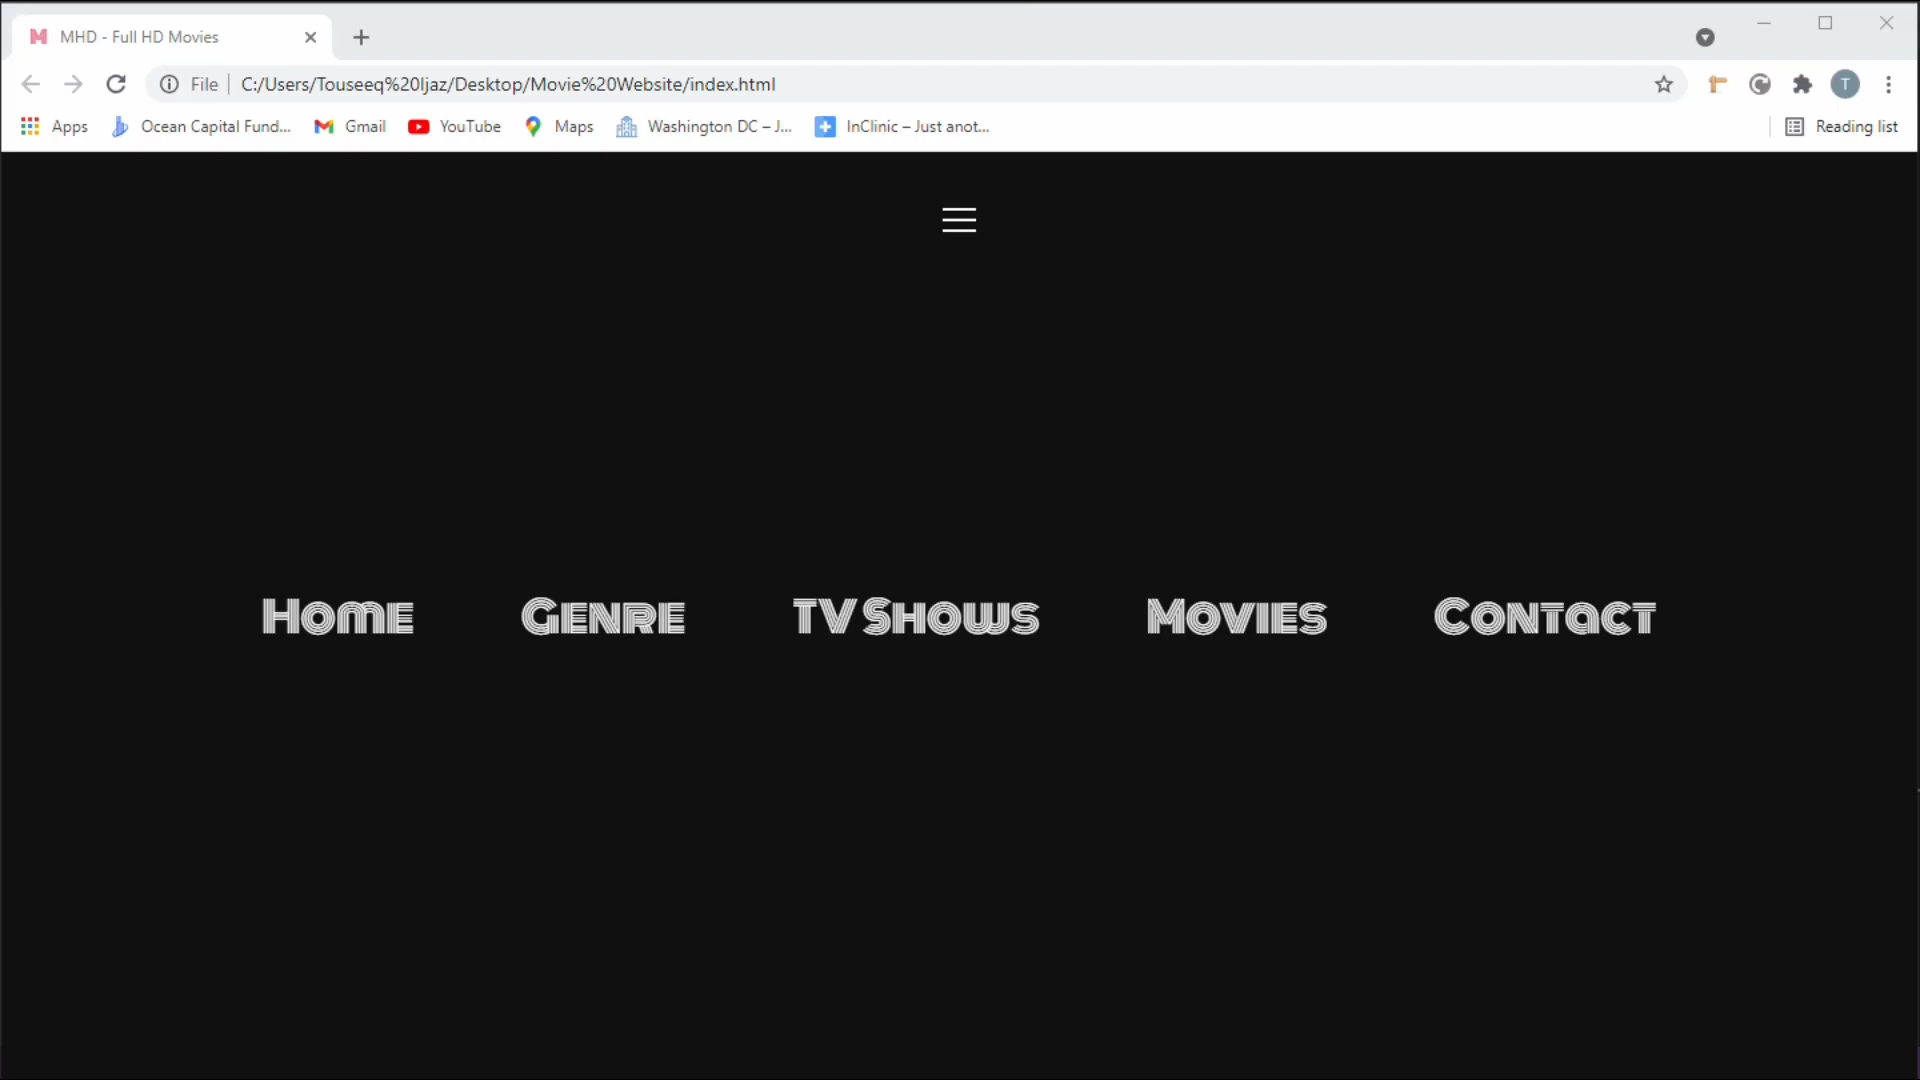 MHD - Full HD Movies
File C:/Users/Touseeq%20Ijaz/Desktop/Movie%20Website/index.html
T
Apps Ocean Capital Fund... Gmail YouTube Maps Washington DC – J... InClinic – Just anot... Reading list
Home Genre TV Shows Movies Contact